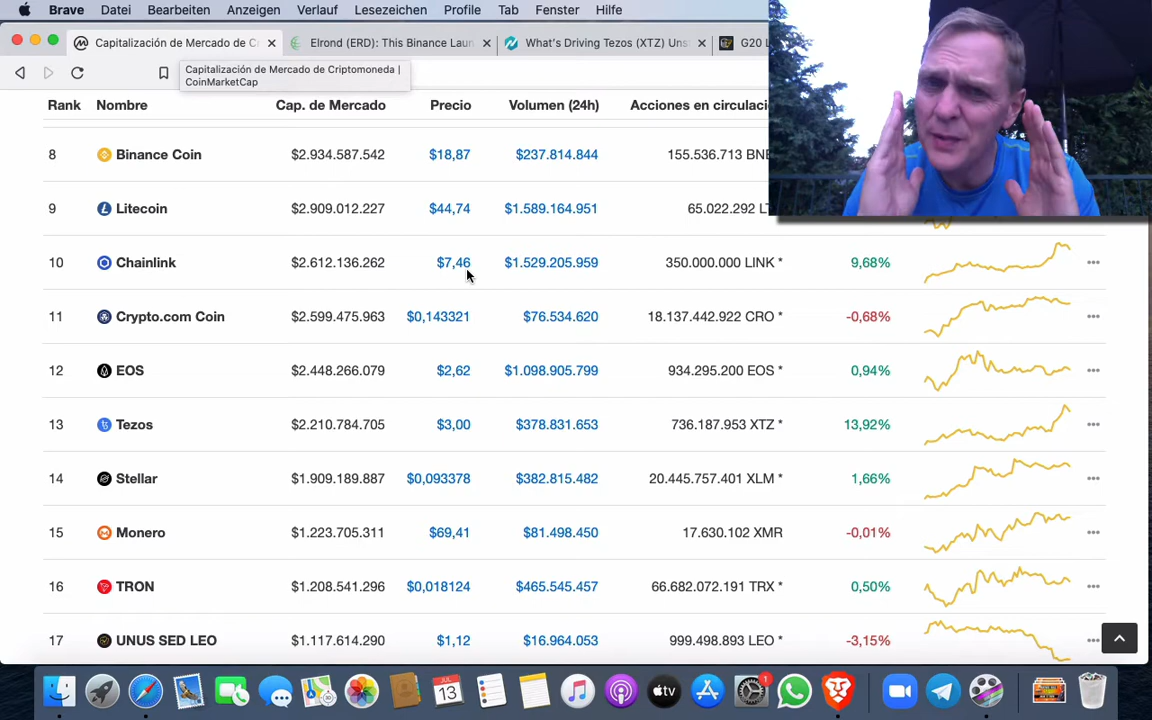 Brave Datei Bearbeiten Anzeigen Verlauf Lesezeichen Profile Tab Fenster Hilfe
Capitalización de Mercado de C Elrond (ERD): This Binance Laun What's Driving Tezos (XTZ) Uns G20 L
Capitalización de Mercado de Criptomoneda |
CoinMarketCap
Rank Nombre Cap. de Mercado Precio Volumen (24h) Acciones en circulació
8 Binance Coin $2.934.587.542 $18,87 $237.814.844 155.536.713 BNB
9 Litecoin $2.909.012.227 $44,74 $1.589.164.951 65.022.292 LT
10 Chainlink $2.612.136.262 $7,46 $1.529.205.959 350.000.000 LINK * 9,68%
11 Crypto.com Coin $2.599.475.963 $0,143321 $76.534.620 18.137.442.922 CRO * -0,68%
12 EOS $2.448.266.079 $2,62 $1.098.905.799 934.295.200 EOS * 0,94%
13 Tezos $2.210.784.705 $3,00 $378.831.653 736.187.953 XTZ * 13,92%
14 Stellar $1.909.189.887 $0,093378 $382.815.482 20.445.757.401 XLM * 1,66%
15 Monero $1.223.705.311 $69,41 $81.498.450 17.630.102 XMR -0,01%
16 TRON $1.208.541.296 $0,018124 $465.545.457 66.682.072.191 TRX * 0,50%
17 UNUS SED LEO $1.117.614.290 $1,12 $16.964.053 999.498.893 LEO * -3,15%
JUL
13
tv
1